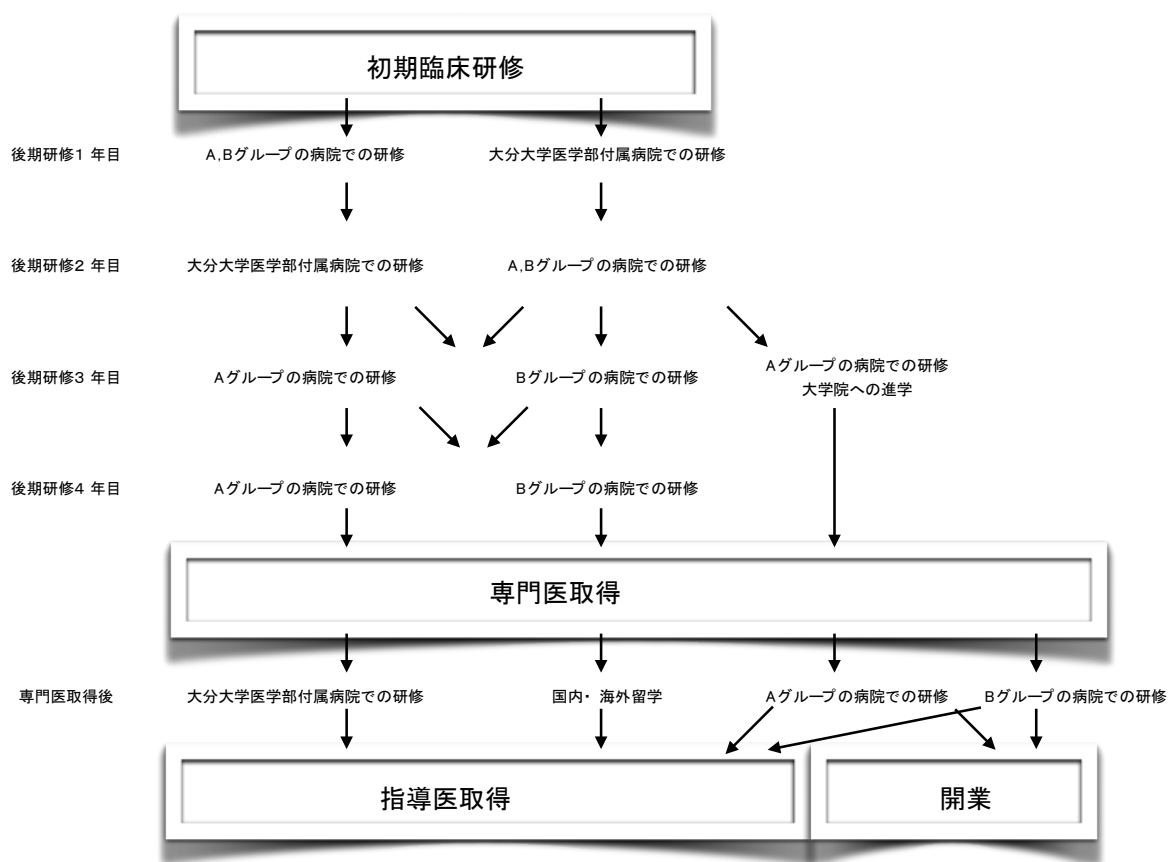 初期臨床研修
後期研修1 年目
A,Bグループの病院での研修
大分大学医学部付属病院での研修
後期研修2 年目
大分大学医学部付属病院での研修
A,Bグループの病院での研修
後期研修3 年目
Aグループの病院での研修
Bグループの病院での研修
Aグループの病院での研修
大学院への進学
後期研修4 年目
Aグループの病院での研修
Bグループの病院での研修
専門医取得
専門医取得後
大分大学医学部付属病院での研修
国内・ 海外留学
Aグループの病院での研修
Bグループの病院での研修
指導医取得
開業